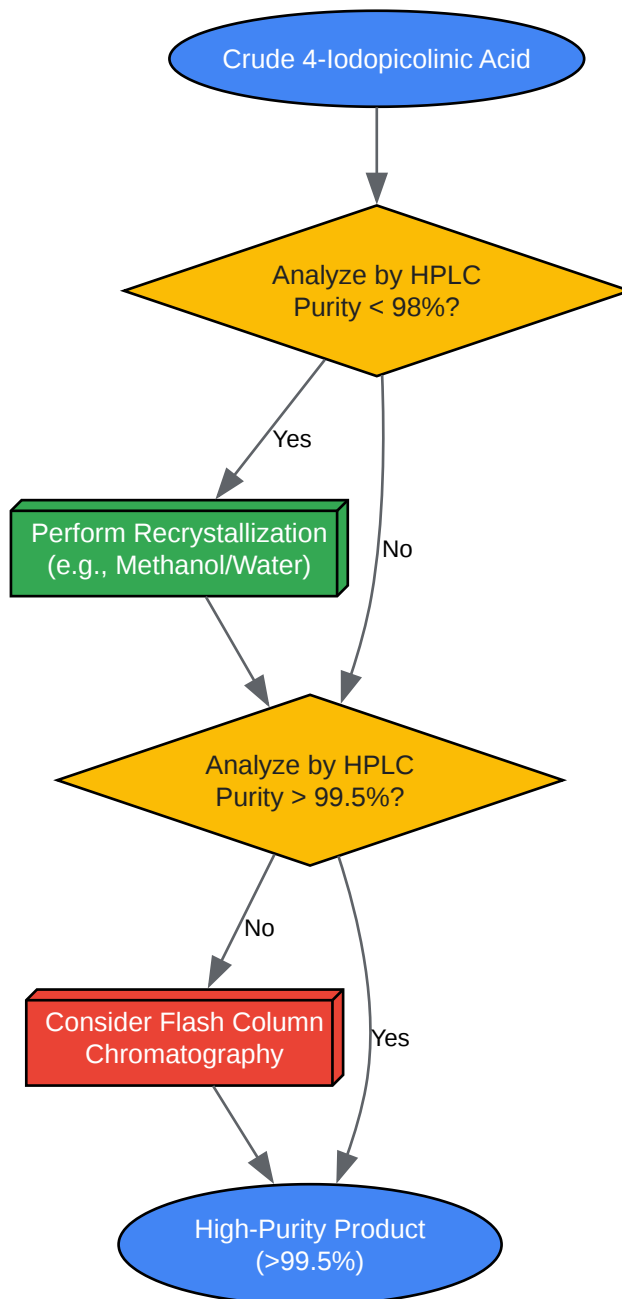 Crude 4-Iodopicolinic Acid
Analyze by HPLC
Purity < 98%?
Yes
Perform Recrystallization
(e.g., Methanol/Water)
No
Analyze by HPLC
Purity > 99.5%?
No
Consider Flash Column
Chromatography
Yes
High-Purity Product
(>99.5%)